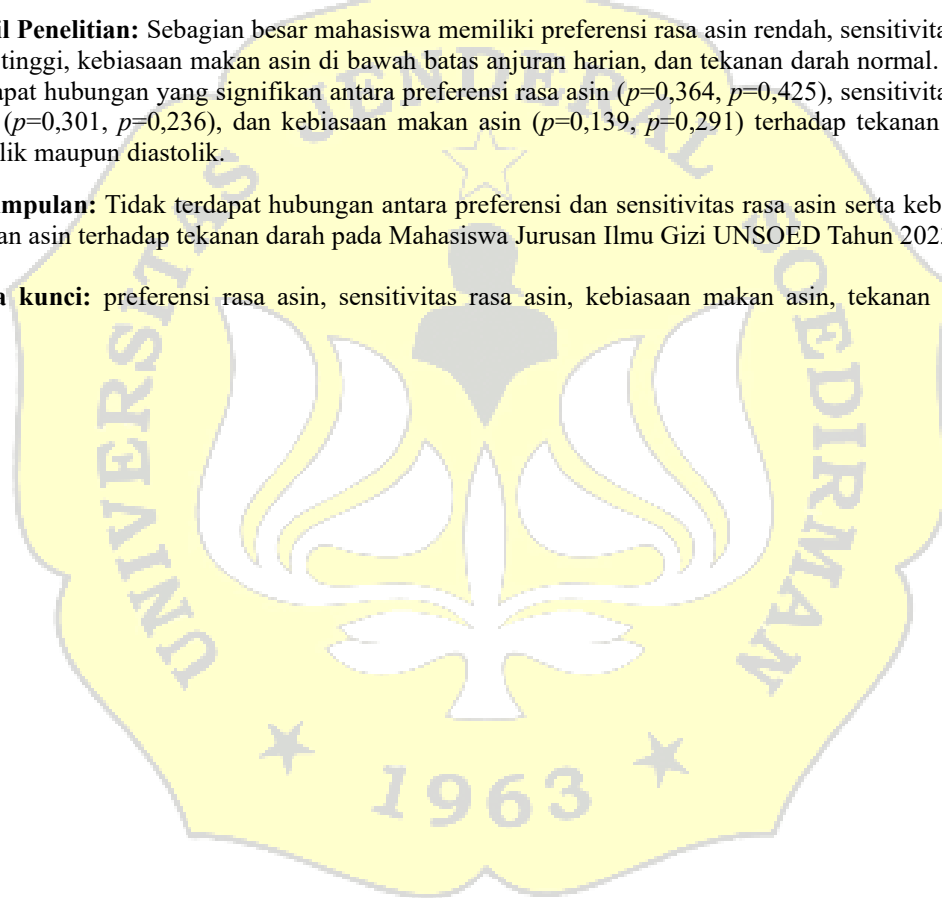 il Penelitian: Sebagian besar mahasiswa memiliki preferensi rasa asin rendah, sensitivita
tinggi, kebiasaan makan asin di bawah batas anjuran harian, dan tekanan darah normal.
apat hubungan yang signifikan antara preferensi rasa asin (p=0,364, p=0,425), sensitivita
(p=0,301, p=0,236), dan kebiasaan makan asin (p=0,139, p=0,291) terhadap tekanan
lik maupun diastolik.
mpulan: Tidak terdapat hubungan antara preferensi dan sensitivitas rasa asin serta keb
an asin terhadap tekanan darah pada Mahasiswa Jurusan Ilmu Gizi UNSOED Tahun 202
kunci: preferensi rasa asin, sensitivitas rasa asin, kebiasaan makan asin, tekanan
UNIVERSITAS JENDERAL SOEDIRMAN
1963